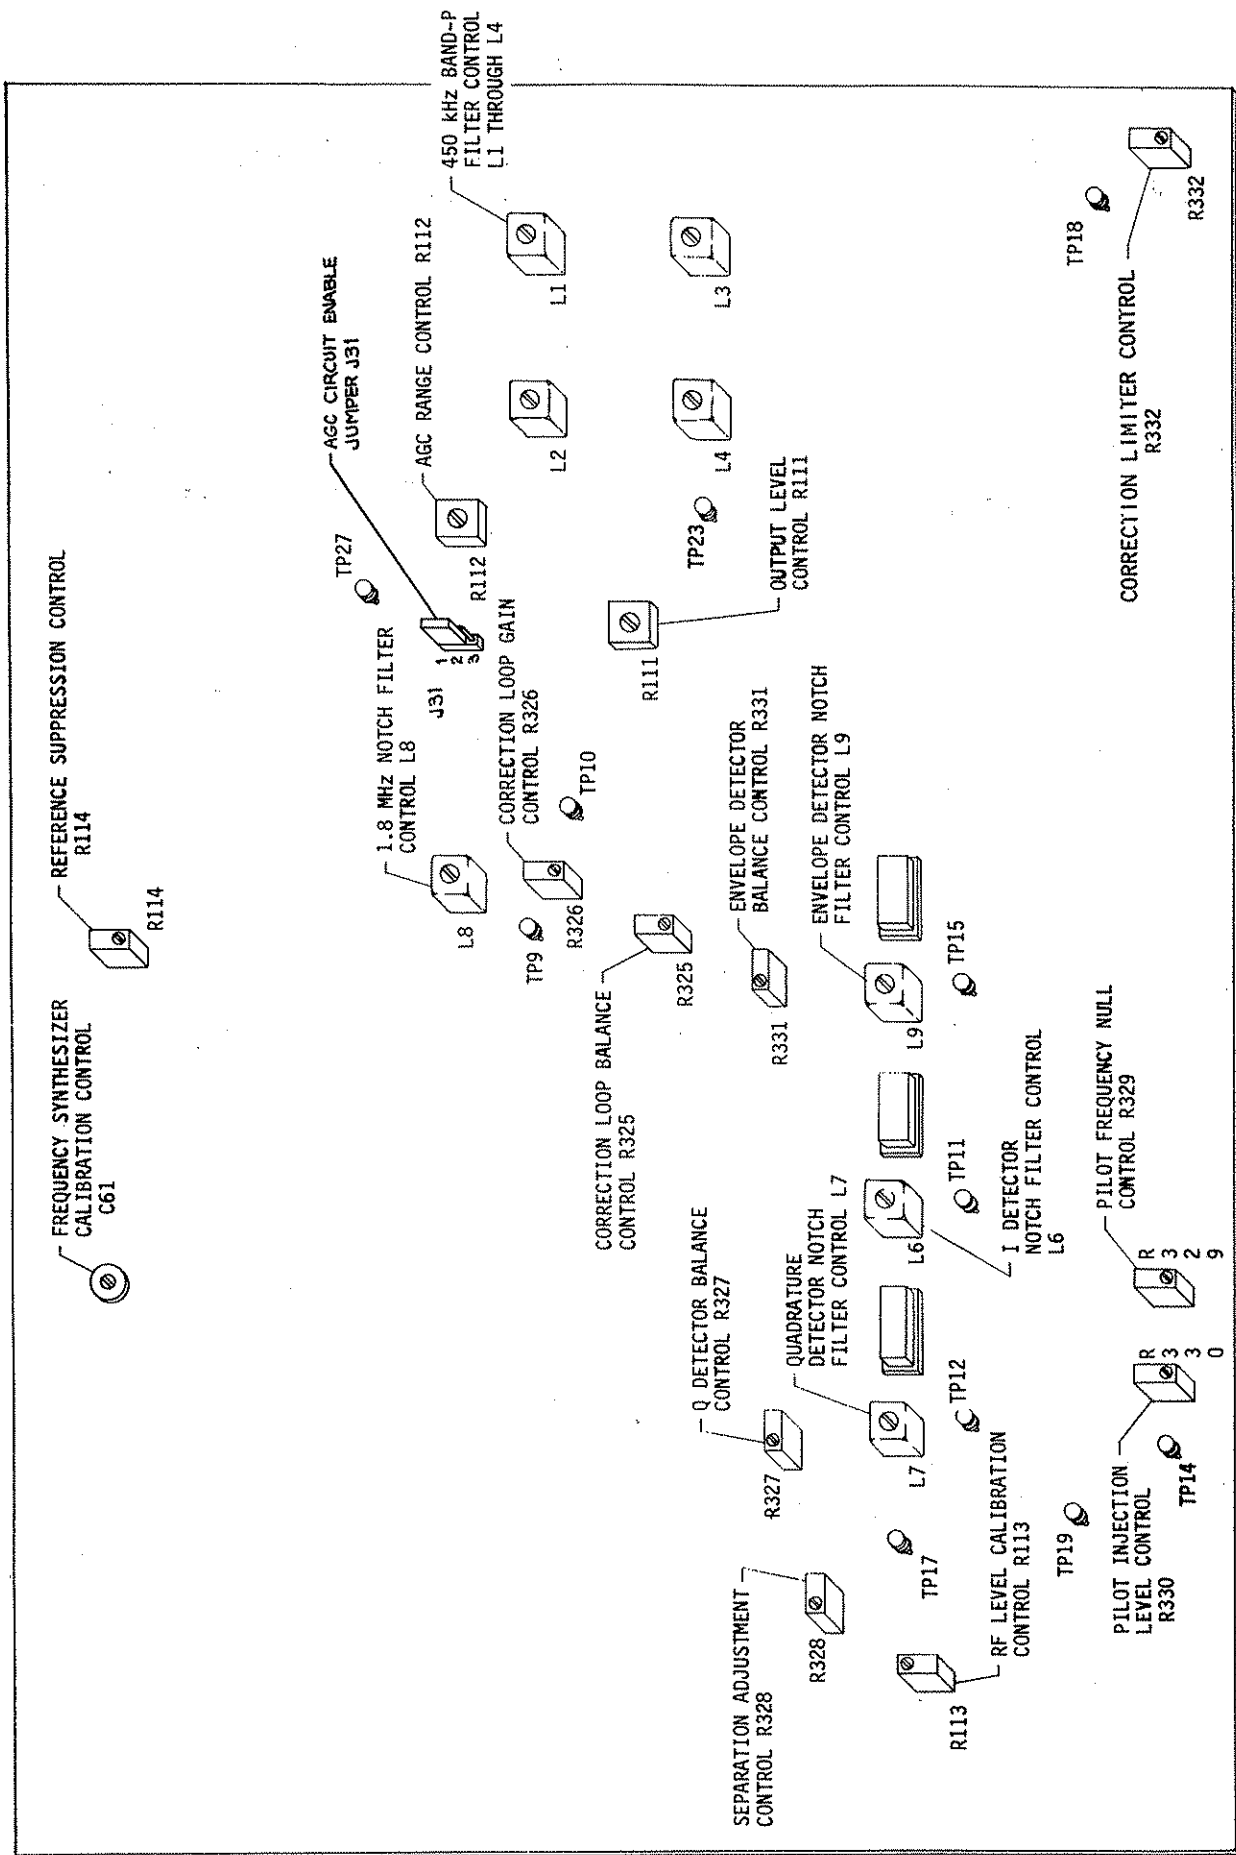 FREQUENCY SYNTHESIZER
CALIBRATION CONTROL
C61
REFERENCE SUPPRESSION CONTROL
R114
R114
TP27
AGC CIRCUIT ENABLE
JUMPER J31
1
2
3
J31
AGC RANGE CONTROL R112
R112
450 kHz BAND-P
FILTER CONTROL
L1 THROUGH L4
L1
L2
L3
L4
1.8 MHz NOTCH FILTER
CONTROL L8
L8
CORRECTION LOOP GAIN
CONTROL R326
TP9
R326
TP10
R111
OUTPUT LEVEL
CONTROL R111
TP23
CORRECTION LOOP BALANCE
CONTROL R325
R325
ENVELOPE DETECTOR
BALANCE CONTROL R331
R331
ENVELOPE DETECTOR NOTCH
FILTER CONTROL L9
L9
TP15
Q DETECTOR BALANCE
CONTROL R327
R327
QUADRATURE
DETECTOR NOTCH
FILTER CONTROL L7
L7
TP12
L6
TP11
I DETECTOR
NOTCH FILTER CONTROL
L6
SEPARATION ADJUSTMENT
CONTROL R328
R328
TP17
R113
RF LEVEL CALIBRATION
CONTROL R113
TP19
PILOT INJECTION
LEVEL CONTROL
R330
TP14
R
3
3
0
PILOT FREQUENCY NULL
CONTROL R329
R
3
2
9
TP18
CORRECTION LIMITER CONTROL
R332
R332